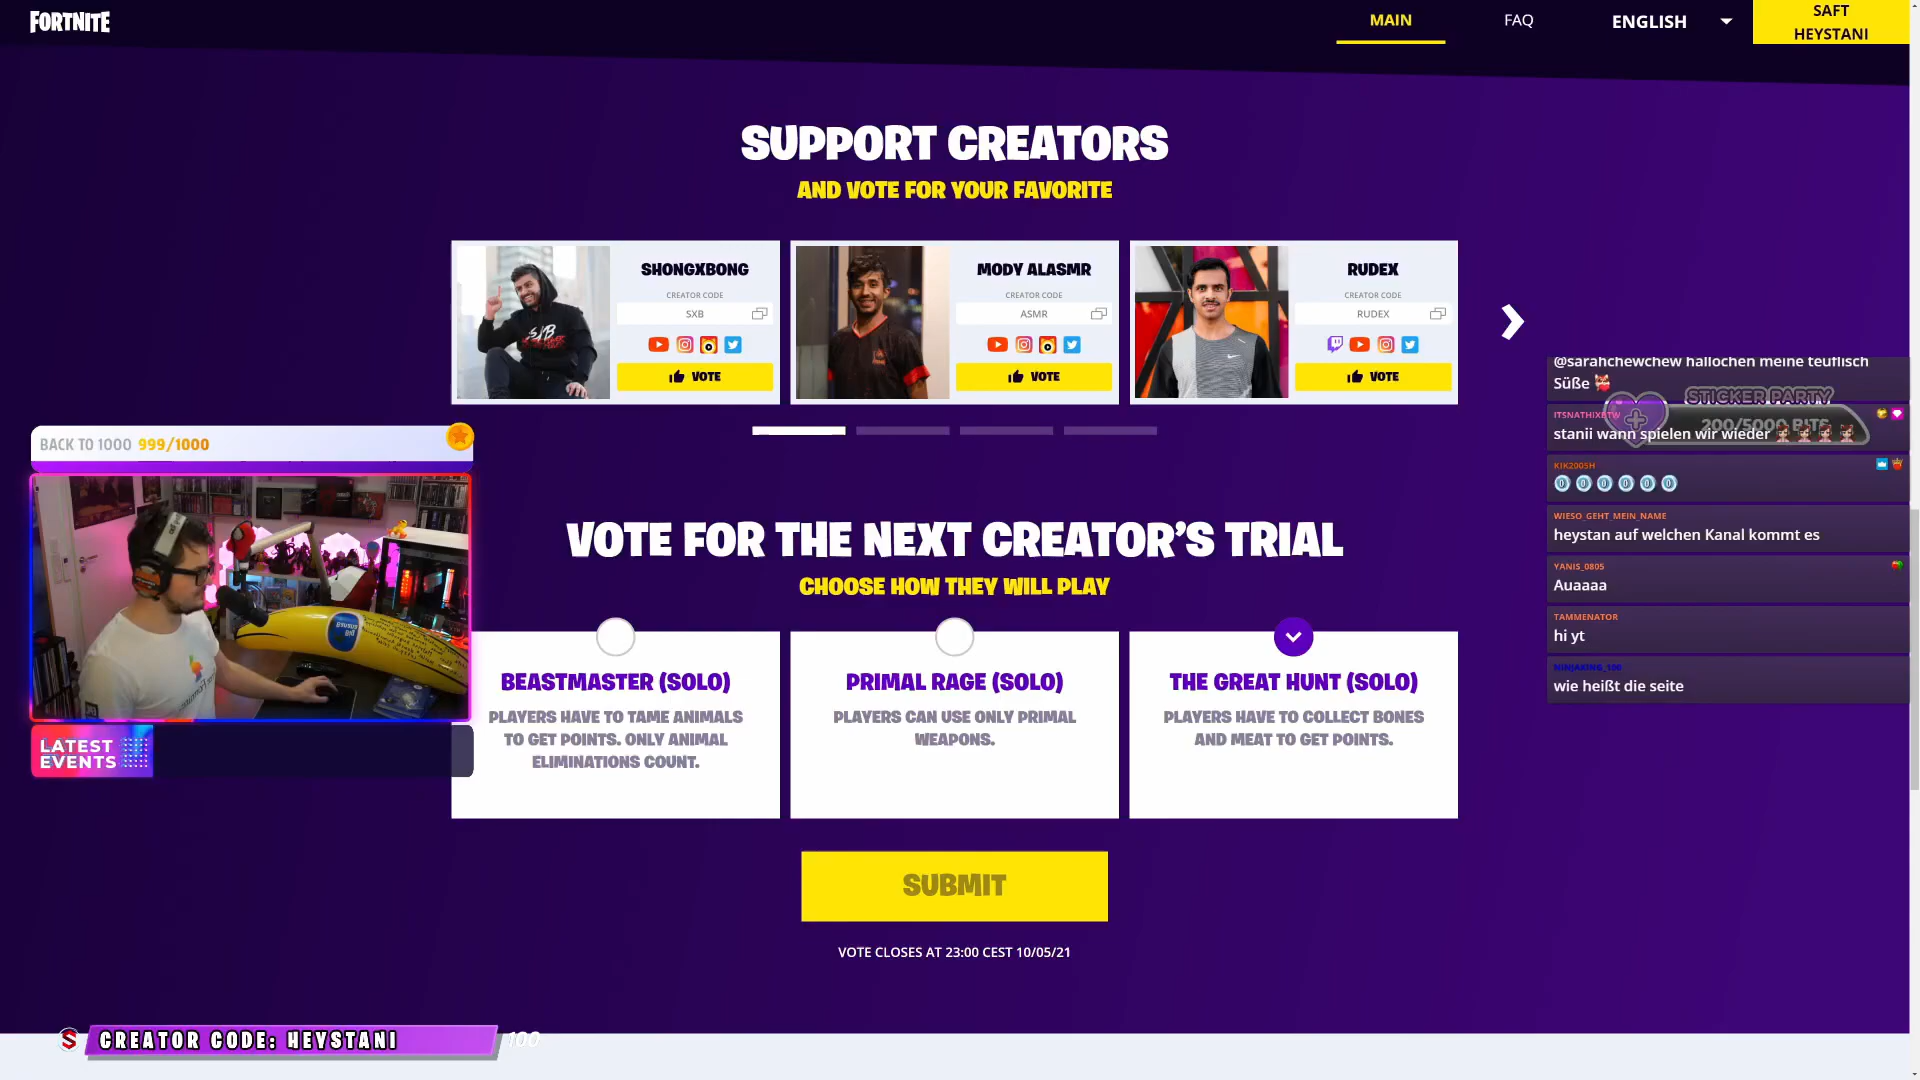 FORTNITE
MAIN
FAQ
ENGLISH
SAFT
HEYSTANI
SUPPORT CREATORS
AND VOTE FOR YOUR FAVORITE
SHONGXBONG
CREATOR CODE
SXB
VOTE
MODY ALASMR
CREATOR CODE
ASMR
VOTE
RUDEX
CREATOR CODE
RUDEX
VOTE
BACK TO 1000 999/1000
LATEST
EVENTS
VOTE FOR THE NEXT CREATOR'S TRIAL
CHOOSE HOW THEY WILL PLAY
BEASTMASTER (SOLO)
PLAYERS HAVE TO TAME ANIMALS
TO GET POINTS. ONLY ANIMAL
ELIMINATIONS COUNT.
PRIMAL RAGE (SOLO)
PLAYERS CAN USE ONLY PRIMAL
WEAPONS.
THE GREAT HUNT (SOLO)
PLAYERS HAVE TO COLLECT BONES
AND MEAT TO GET POINTS.
SUBMIT
VOTE CLOSES AT 23:00 CEST 10/05/21
@sarahchewchew hallöchen meine teuflisch
Süße
STICKER PARTY
200/5000 BITS
stanii wann spielen wir wieder
KIK2005H
WIESO_GEHT_MEIN_NAME
heystan auf welchen Kanal kommt es
YANIS_0805
Auaaaa
TAMMENATOR
hi yt
wie heißt die seite
CREATOR CODE: HEYSTANI
100